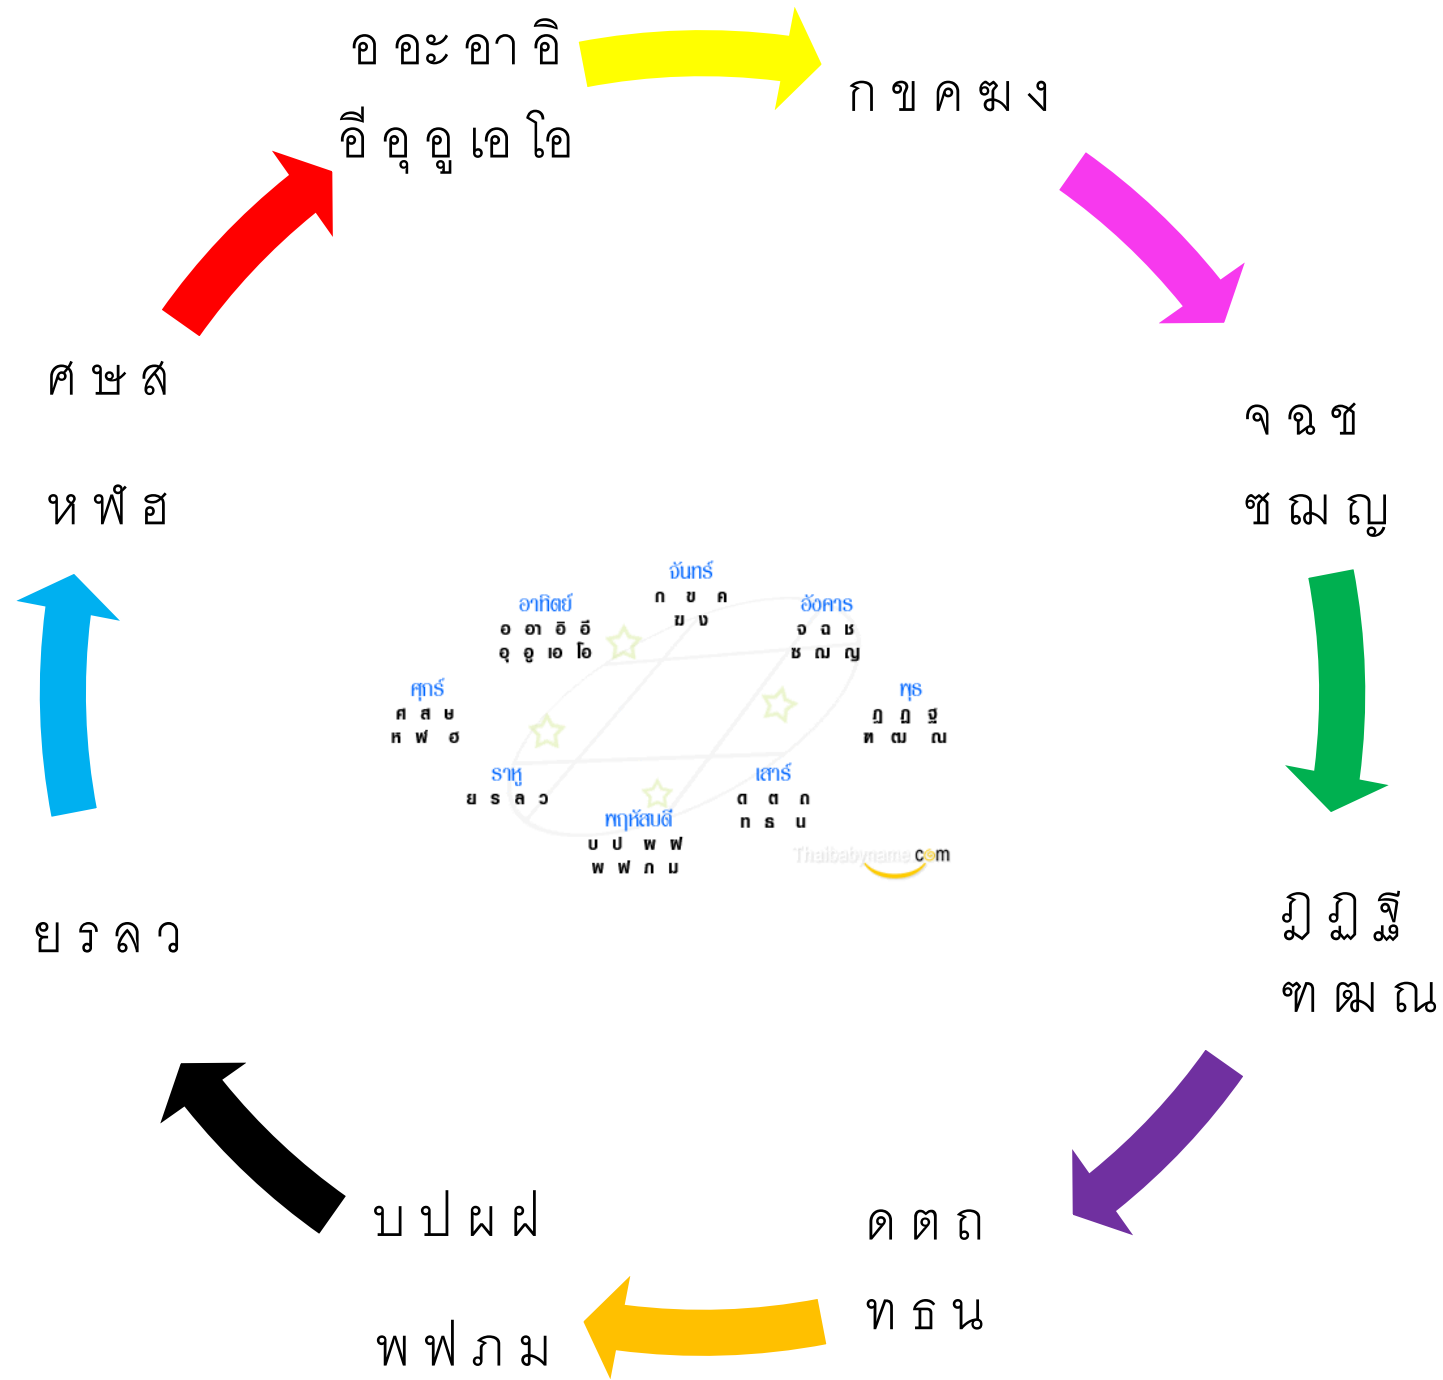 อ อะ อา อิ
อี อุ อู เอ โอ
ก ข ค ฆ ง
จ ฉ ช
ซ ฌ ญ
ฎ ฏ ฐ
ฑ ฒ ณ
ด ต ถ
ท ธ น
บ ป ผ ฝ
พ ฟ ภ ม
ย ร ล ว
ศ ษ ส
ห ฬ ฮ
จันทร์
ก ข ค
ฆ ง
อังคาร
จ ฉ ช
ซ ฌ ญ
พุธ
ฎ ฏ ฐ
ฑ ฒ ณ
เสาร์
ด ต ถ
ท ธ น
พฤหัสบดี
บ ป ผ ฝ
พ ฟ ภ ม
ราหู
ย ร ล ว
ศุกร์
ศ ส ษ
ห ฬ ฮ
อาทิตย์
อ อา อิ อี
อุ อู เอ โอ
Thaibabyname.com